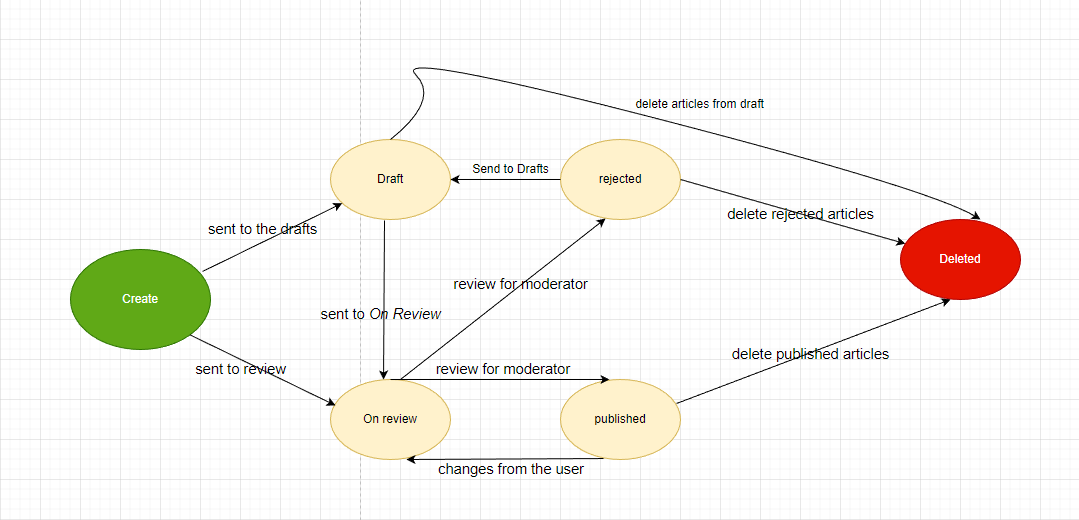 delete articles from draft
Draft
Send to Drafts
rejected
delete rejected articles
sent to the drafts
Deleted
review for moderator
Create
sent to On Review
delete published articles
sent to review
review for moderator
On review
published
changes from the user